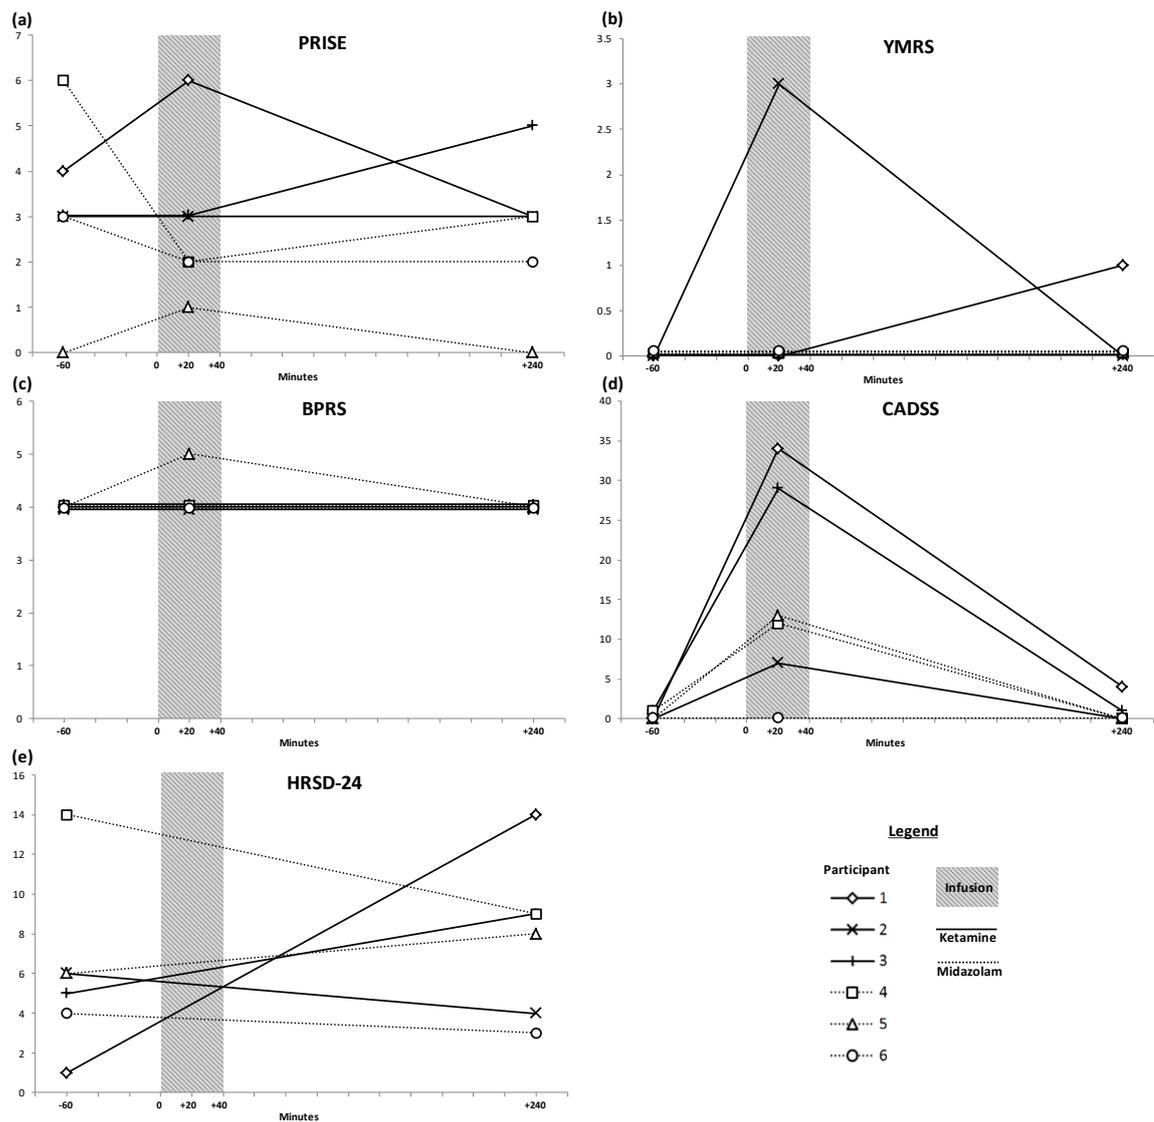 (a)
PRISE
7
6
5
4
3
2
1
0
-60 0 +20 +40 +240
Minutes
(b)
YMRS
3.5
3
2.5
2
1.5
1
0.5
0
-60 0 +20 +40 +240
Minutes
(c)
BPRS
6
5
4
3
2
1
0
-60 0 +20 +40 +240
Minutes
(d)
CADSS
40
35
30
25
20
15
10
5
0
-60 0 +20 +40 +240
Minutes
(e)
HRSD-24
16
14
12
10
8
6
4
2
0
-60 0 +20 +40 +240
Minutes
Legend
Participant
1
2
3
4
5
6
Infusion
Ketamine
Midazolam